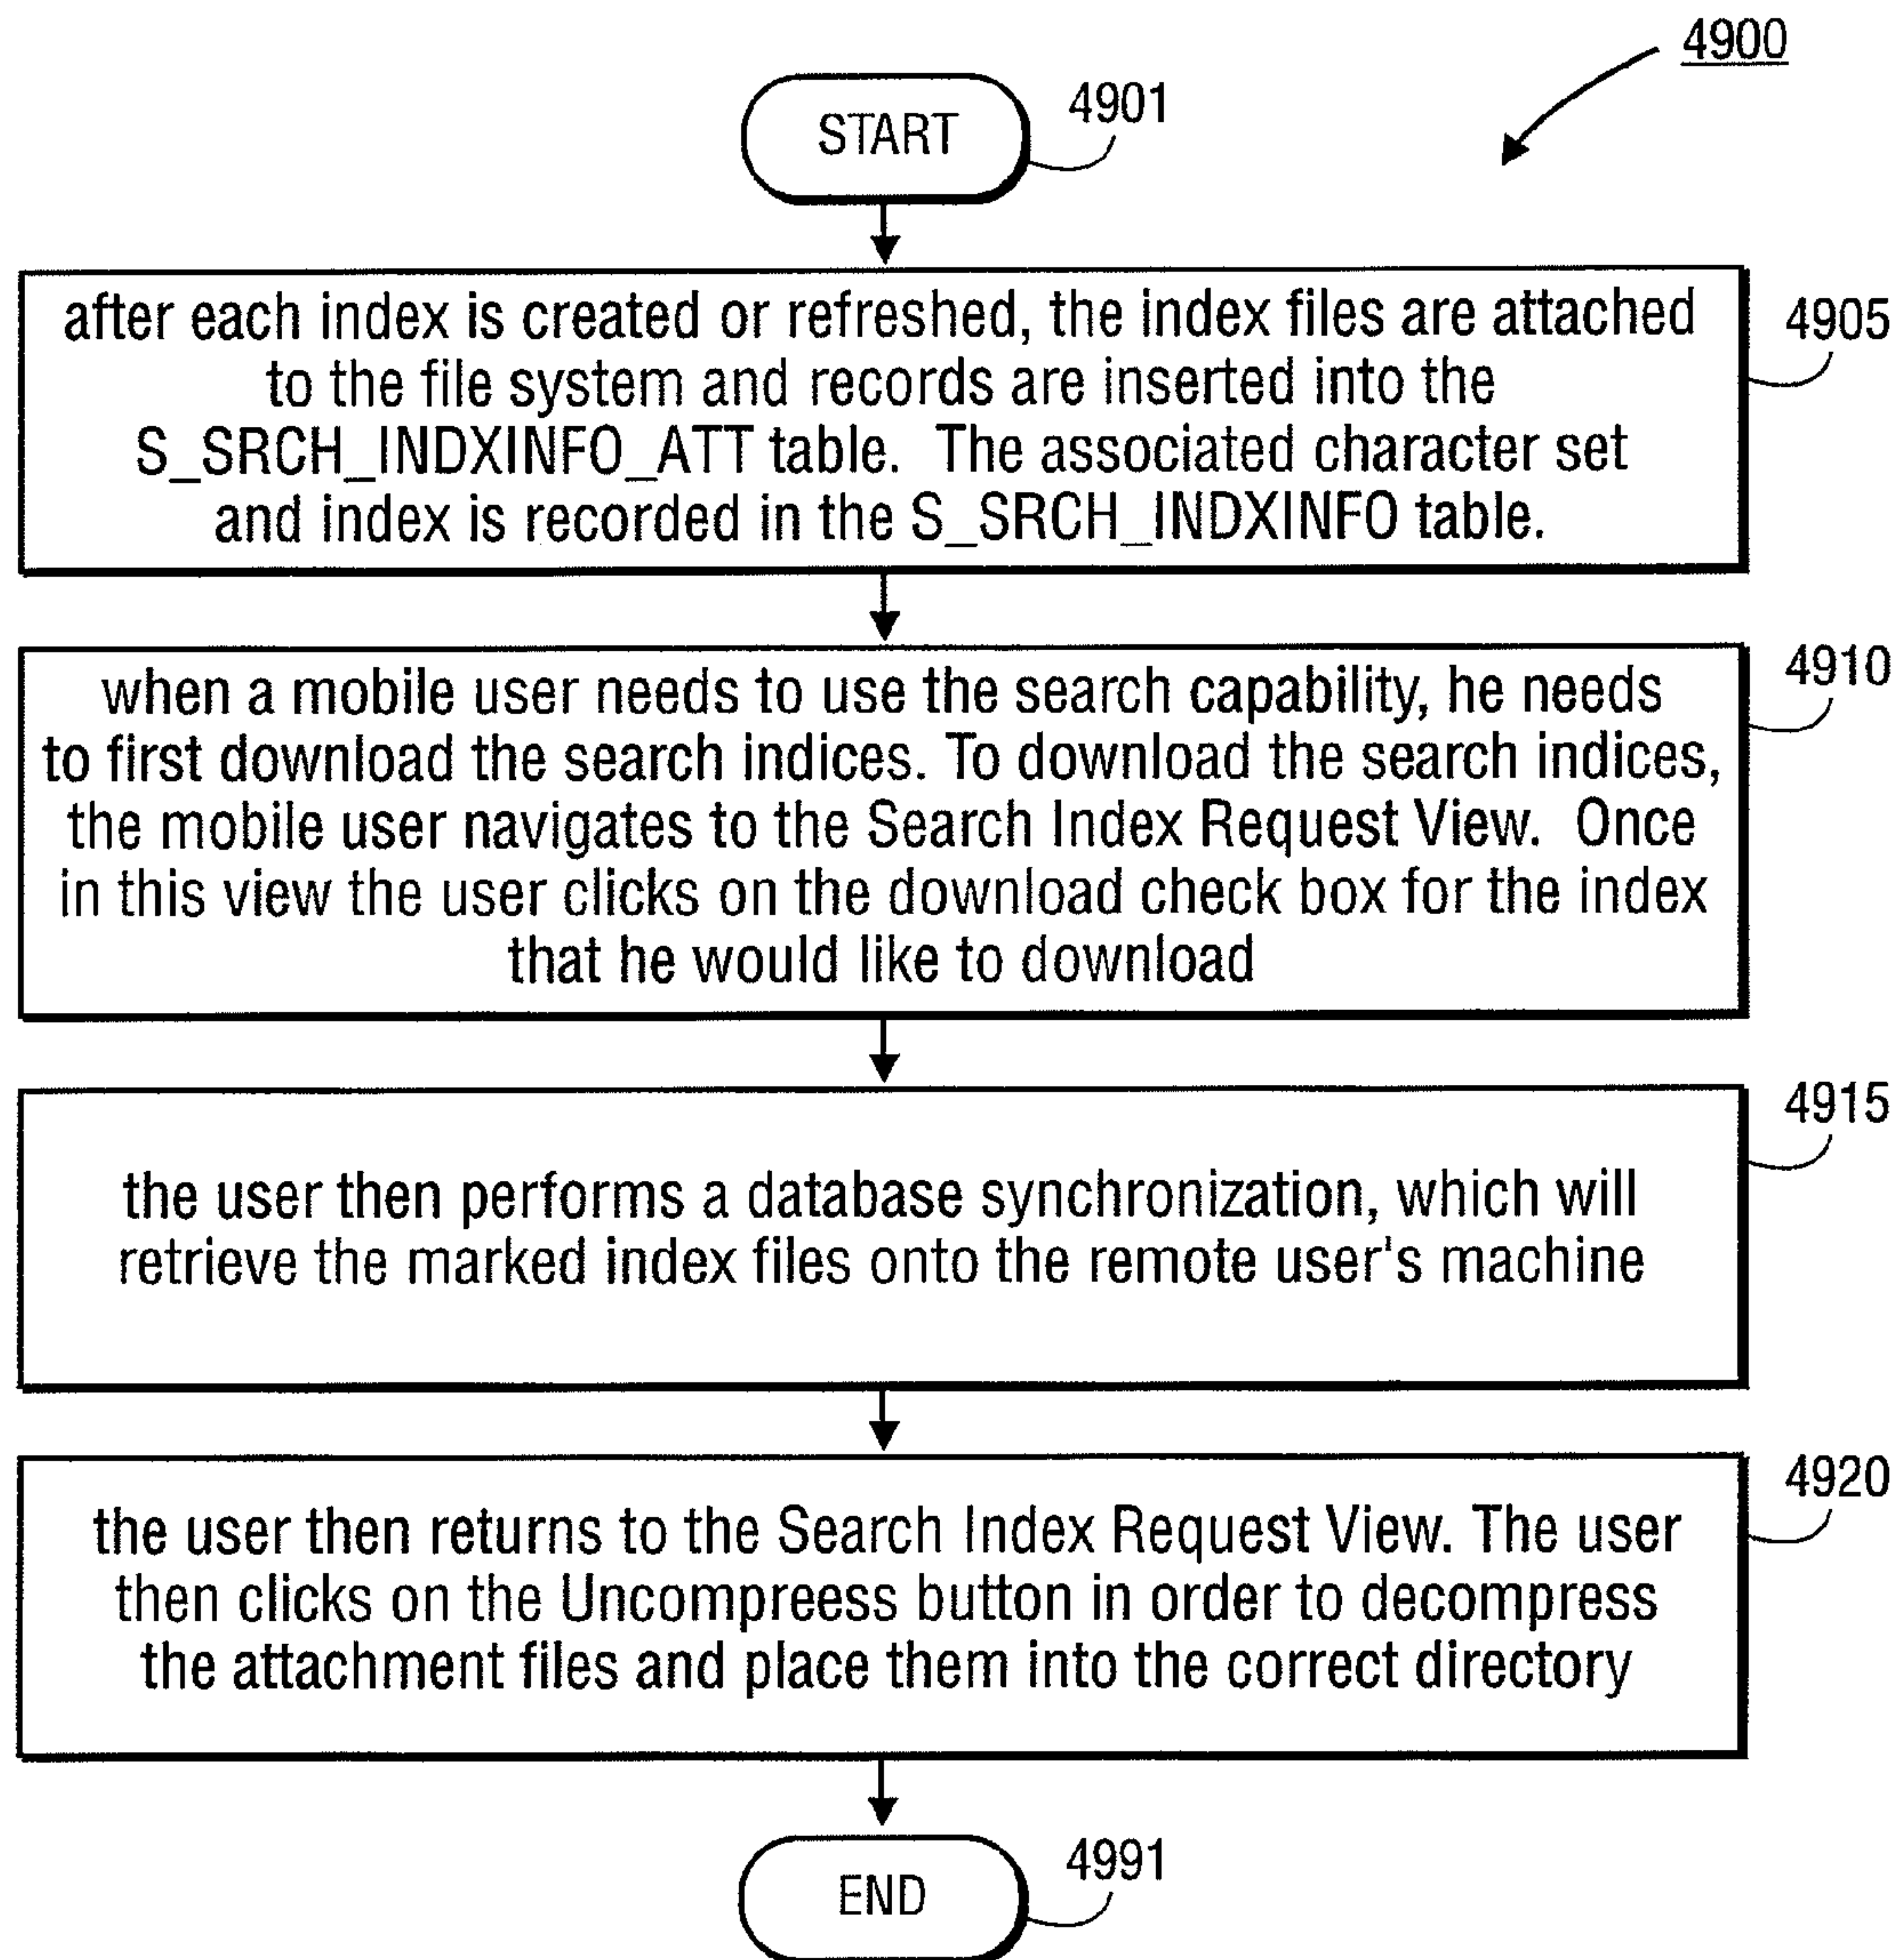 4900
START
4901
after each index is created or refreshed, the index files are attached
to the file system and records are inserted into the
S_SRCH_INDXINFO_ATT table. The associated character set
and index is recorded in the S_SRCH_INDXINFO table.
4905
when a mobile user needs to use the search capability, he needs
to first download the search indices. To download the search indices,
the mobile user navigates to the Search Index Request View. Once
in this view the user clicks on the download check box for the index
that he would like to download
4910
the user then performs a database synchronization, which will
retrieve the marked index files onto the remote user's machine
4915
the user then returns to the Search Index Request View. The user
then clicks on the Uncompreess button in order to decompress
the attachment files and place them into the correct directory
4920
END
4991